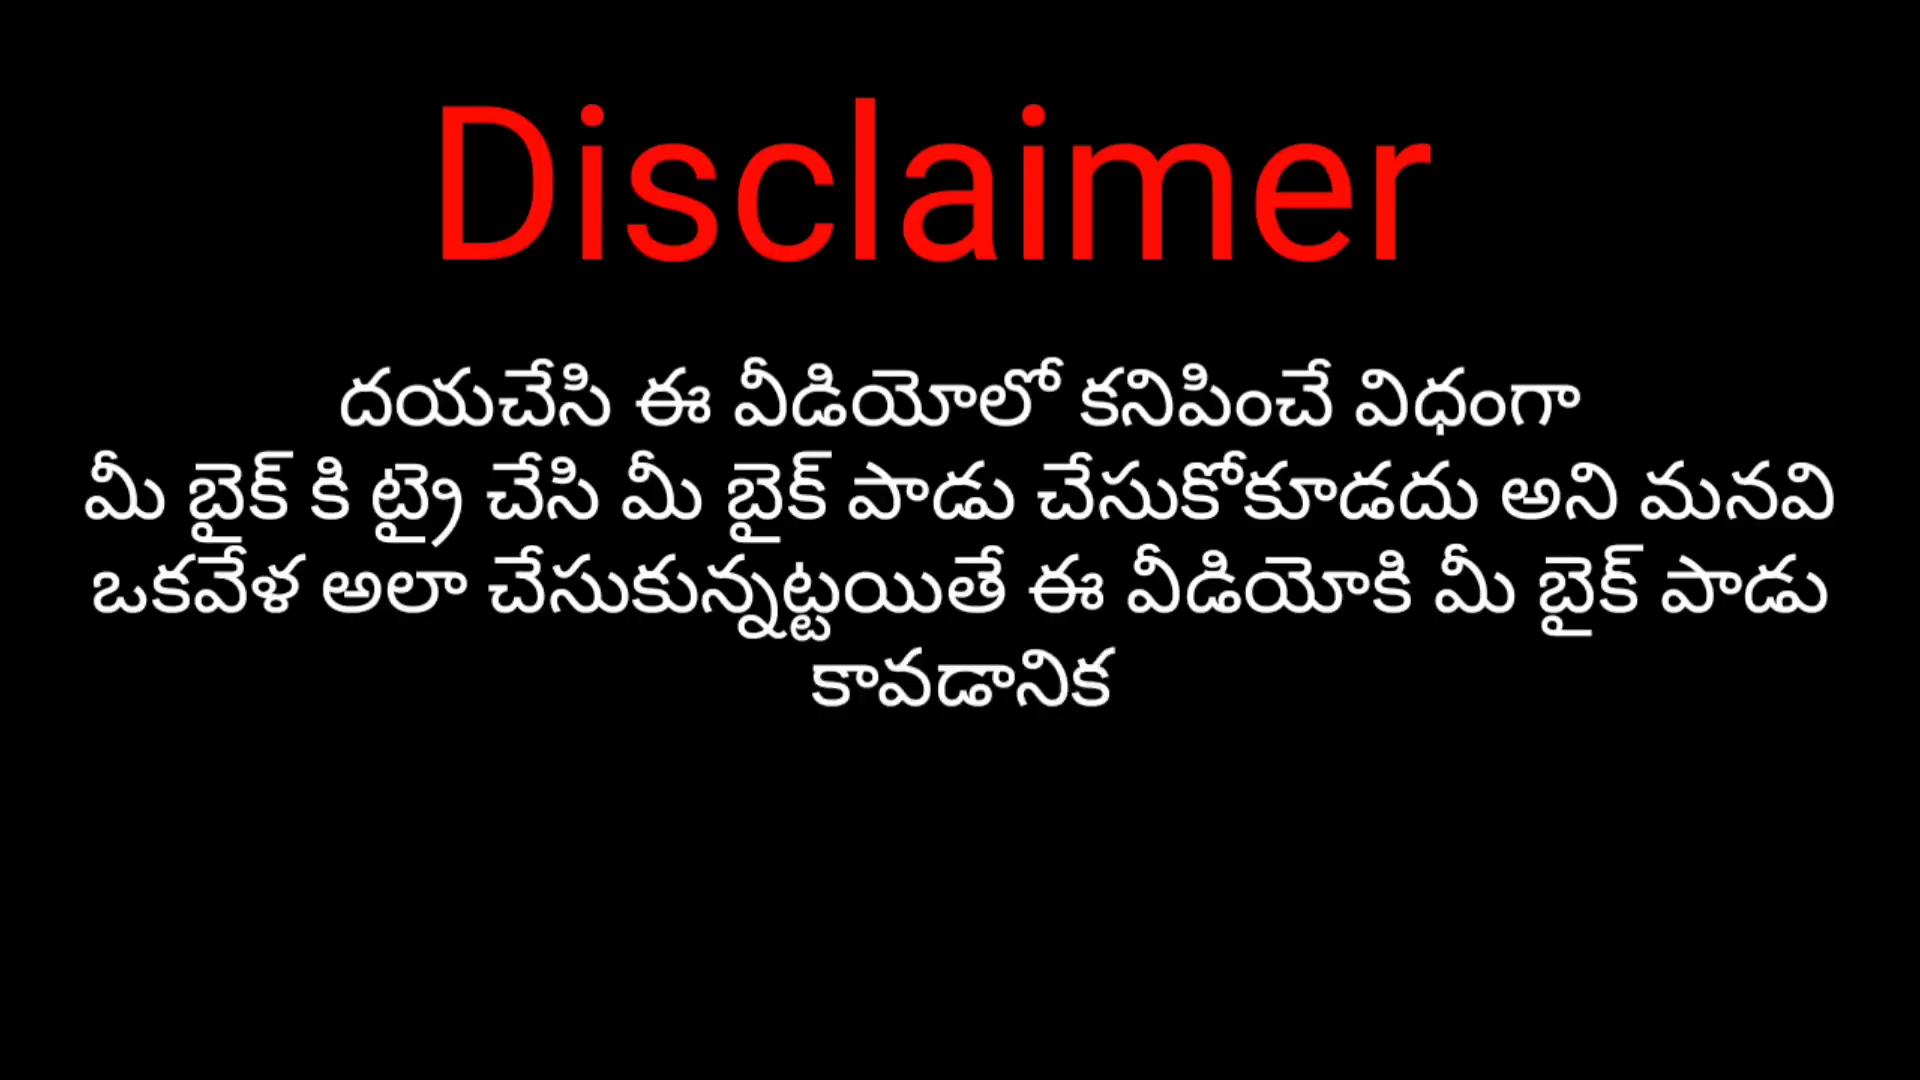 Disclaimer
దయచేసి ఈ వీడియోలో కనిపించే విధంగా
మీ బైక్ కి ట్రై చేసి మీ బైక్ పాడు చేసుకోకూడదు అని మనవి
ఒకవేళ అలా చేసుకున్నట్టయితే ఈ వీడియోకి మీ బైక్ పాడు
కావడానిక